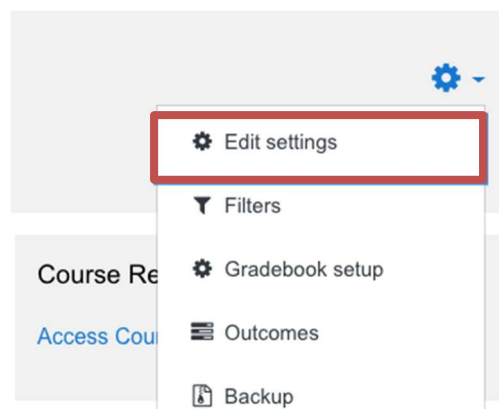 Edit settings
Filters
Course Re
Gradebook setup
Access Cou
Outcomes
Backup